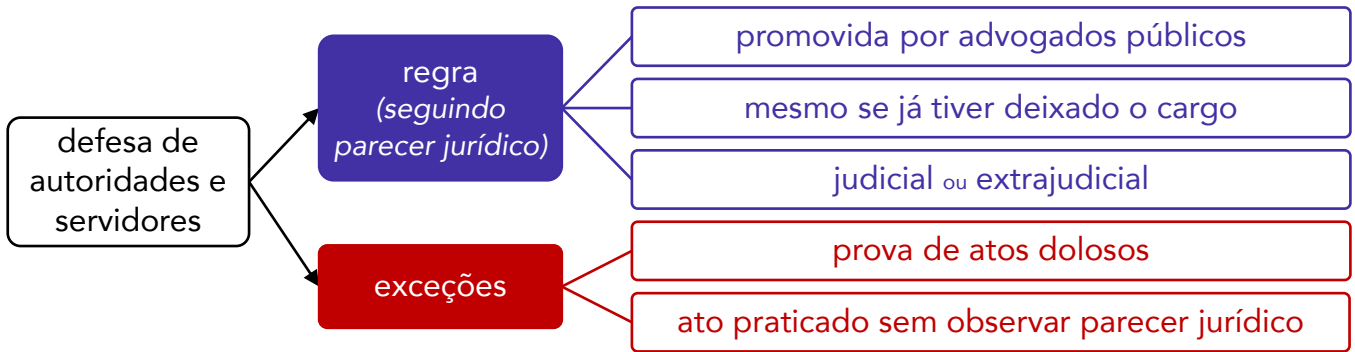 defesa de
autoridades e
servidores
regra
(seguindo
parecer jurídico)
promovida por advogados públicos
mesmo se já tiver deixado o cargo
judicial ou extrajudicial
exceções
prova de atos dolosos
ato praticado sem observar parecer jurídico